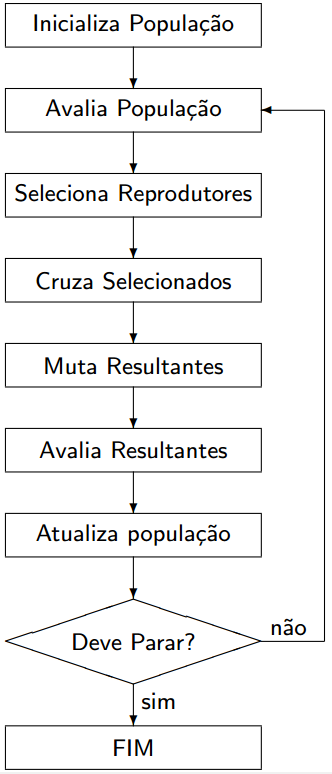 Inicializa População
Avalia População
Seleciona Reprodutores
Cruza Selecionados
Muta Resultantes
Avalia Resultantes
Atualiza população
Deve Parar?
não
sim
FIM